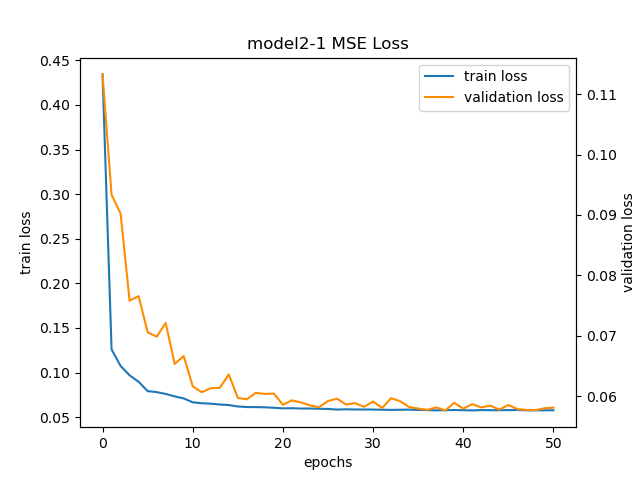 model2-1 MSE Loss
train loss
validation loss
0.45
0.40
0.35
0.30
0.25
0.20
0.15
0.10
0.05
train loss
0.11
0.10
0.09
0.08
0.07
0.06
validation loss
0 10 20 30 40 50
epochs